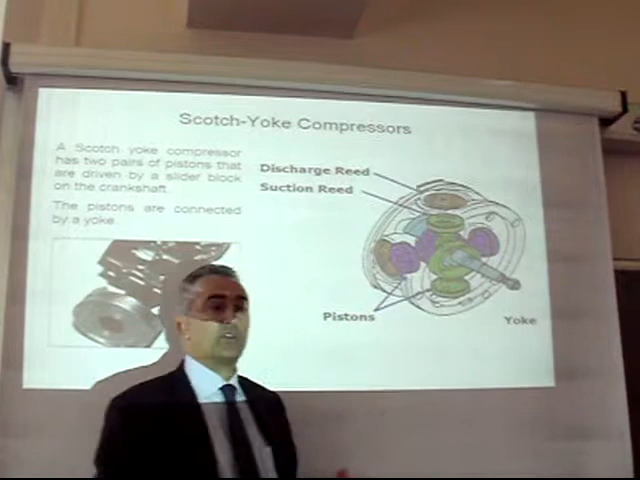 Scotch-Yoke Compressors
A Scotch yoke compressor
has two pairs of pistons that
are driven by a slider block
on the crankshaft.
The pistons are connected
by a yoke.
Discharge Reed
Suction Reed
Pistons
Yoke